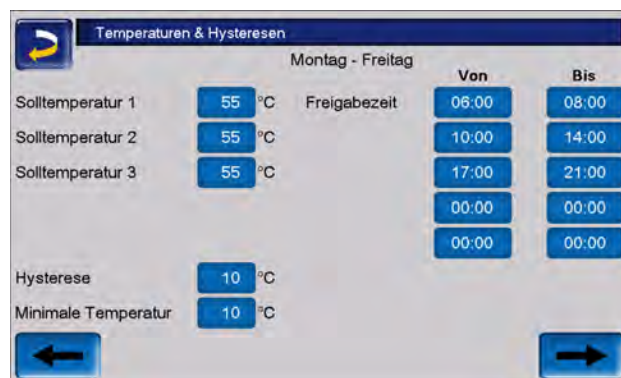 Temperaturen & Hysteresen
Montag - Freitag
Von Bis
Solltemperatur 1 55 °C Freigabezeit 06:00 08:00
Solltemperatur 2 55 °C 10:00 14:00
Solltemperatur 3 55 °C 17:00 21:00
00:00 00:00
00:00 00:00
Hysterese 10 °C
Minimale Temperatur 10 °C